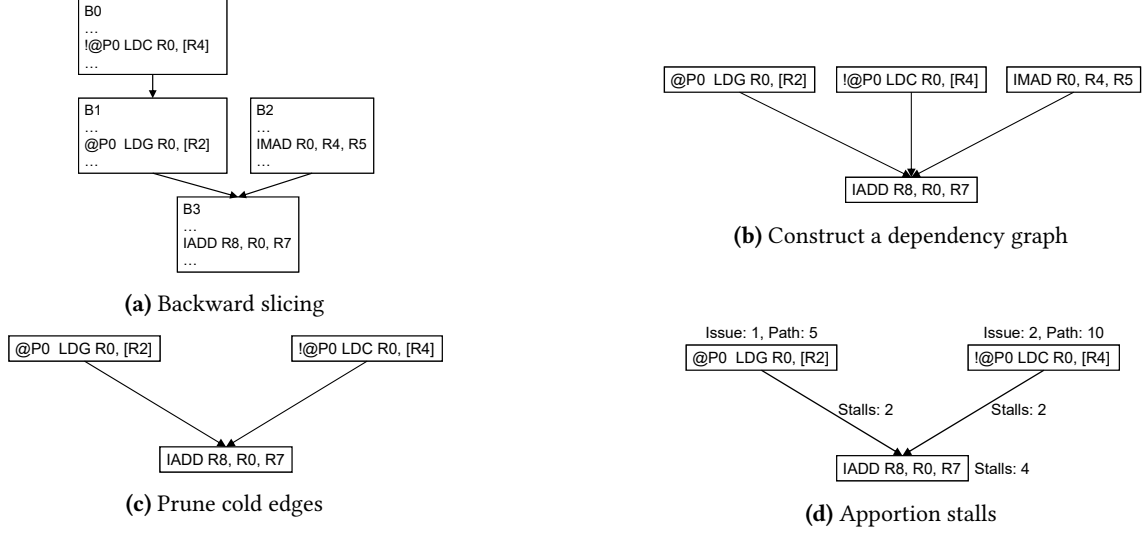 B0
…
!@P0 LDC R0, [R4]
…
B1
…
@P0 LDG R0, [R2]
…
B2
…
IMAD R0, R4, R5
…
B3
…
IADD R8, R0, R7
…
(a) Backward slicing
@P0 LDG R0, [R2]
!@P0 LDC R0, [R4]
IMAD R0, R4, R5
IADD R8, R0, R7
(b) Construct a dependency graph
@P0 LDG R0, [R2]
!@P0 LDC R0, [R4]
IADD R8, R0, R7
(c) Prune cold edges
Issue: 1, Path: 5
@P0 LDG R0, [R2]
Issue: 2, Path: 10
!@P0 LDC R0, [R4]
Stalls: 2
Stalls: 2
IADD R8, R0, R7
Stalls: 4
(d) Apportion stalls